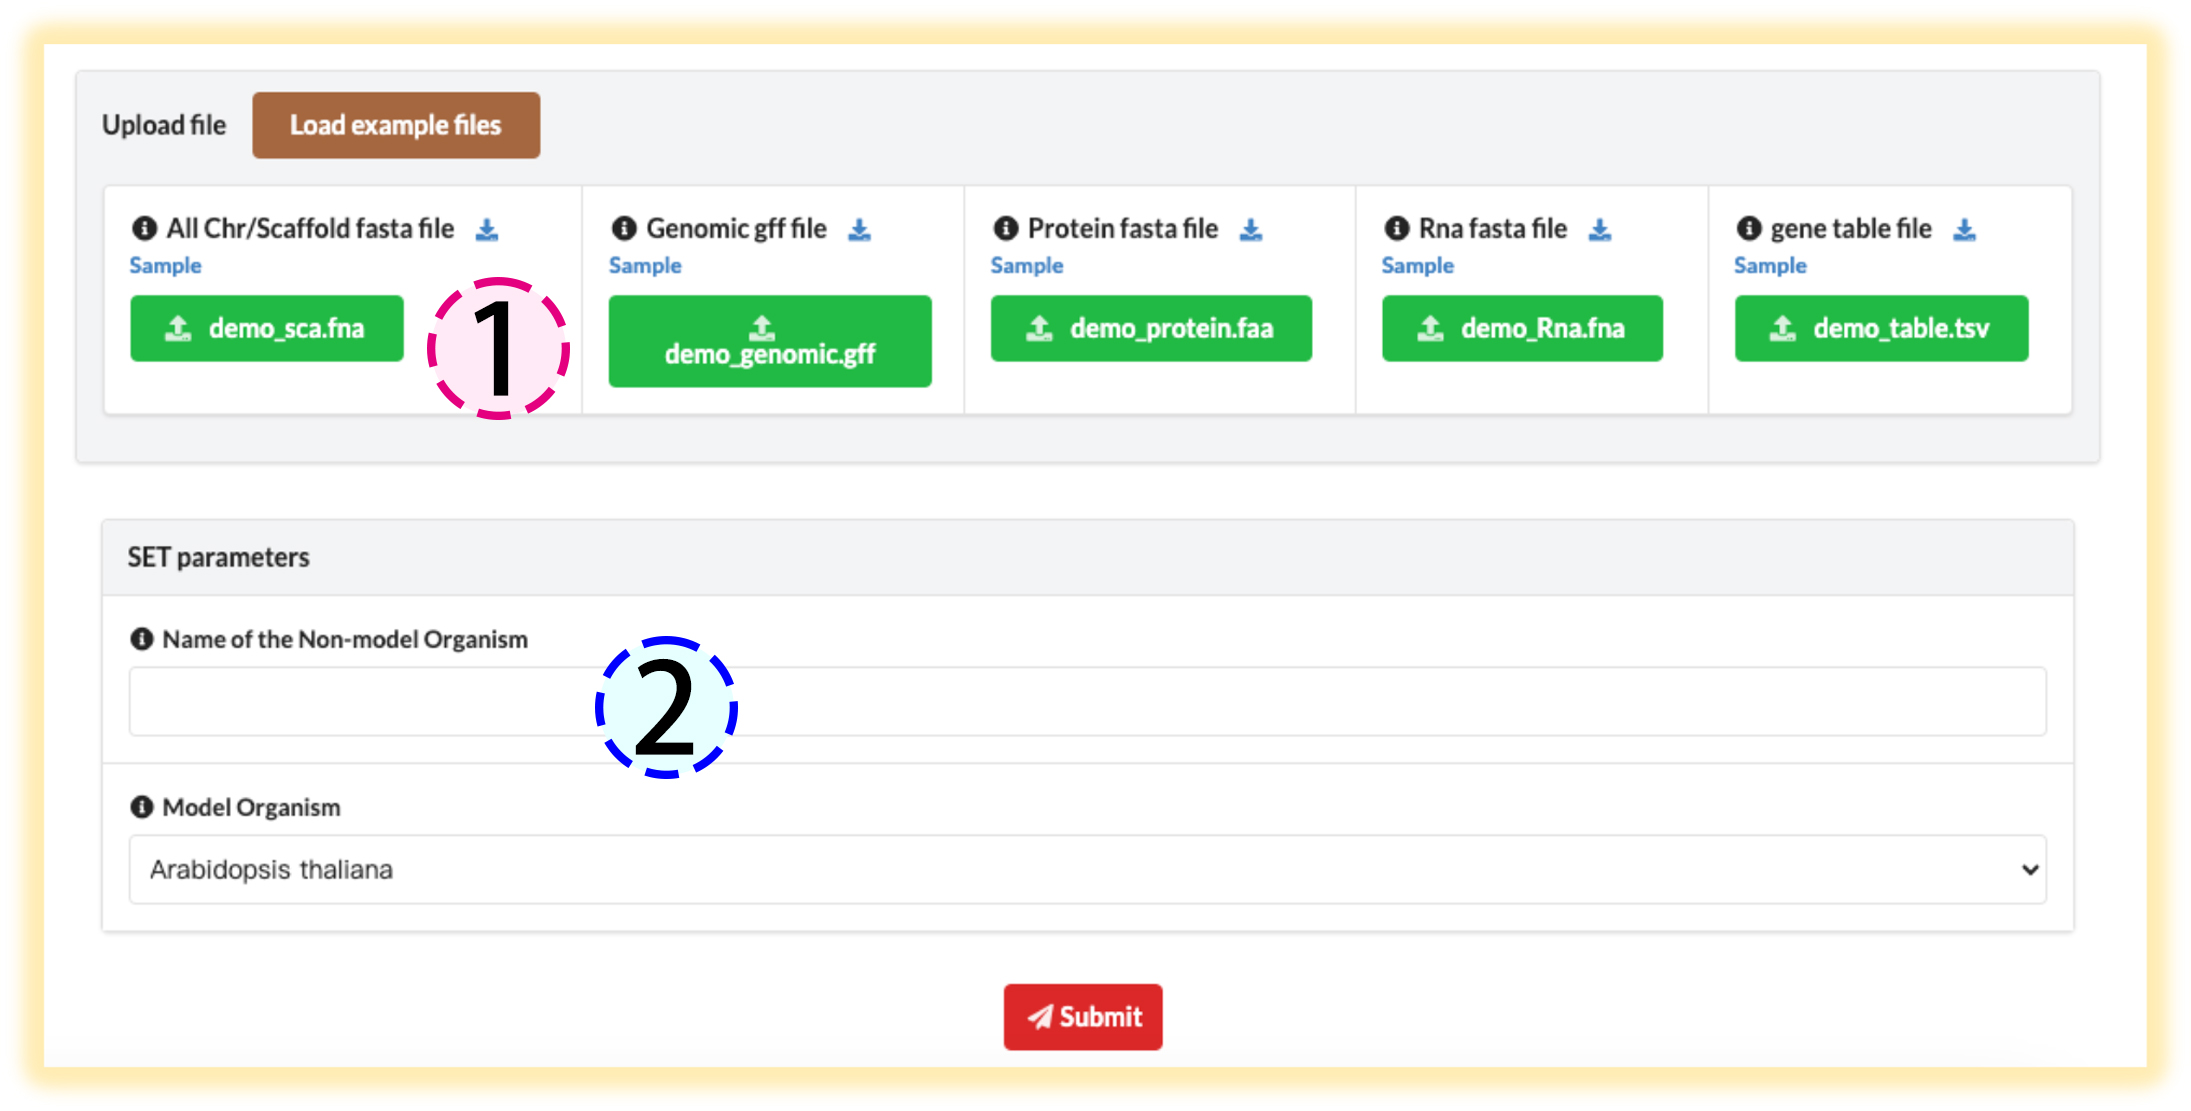 Upload file
Load example files
All Chr/Scaffold fasta file
Sample
demo_sca.fna
1
Genomic gff file
Sample
demo_genomic.gff
Protein fasta file
Sample
demo_protein.faa
Rna fasta file
Sample
demo_Rna.fna
gene table file
Sample
demo_table.tsv
SET parameters
Name of the Non-model Organism
2
Model Organism
Arabidopsis thaliana
Submit